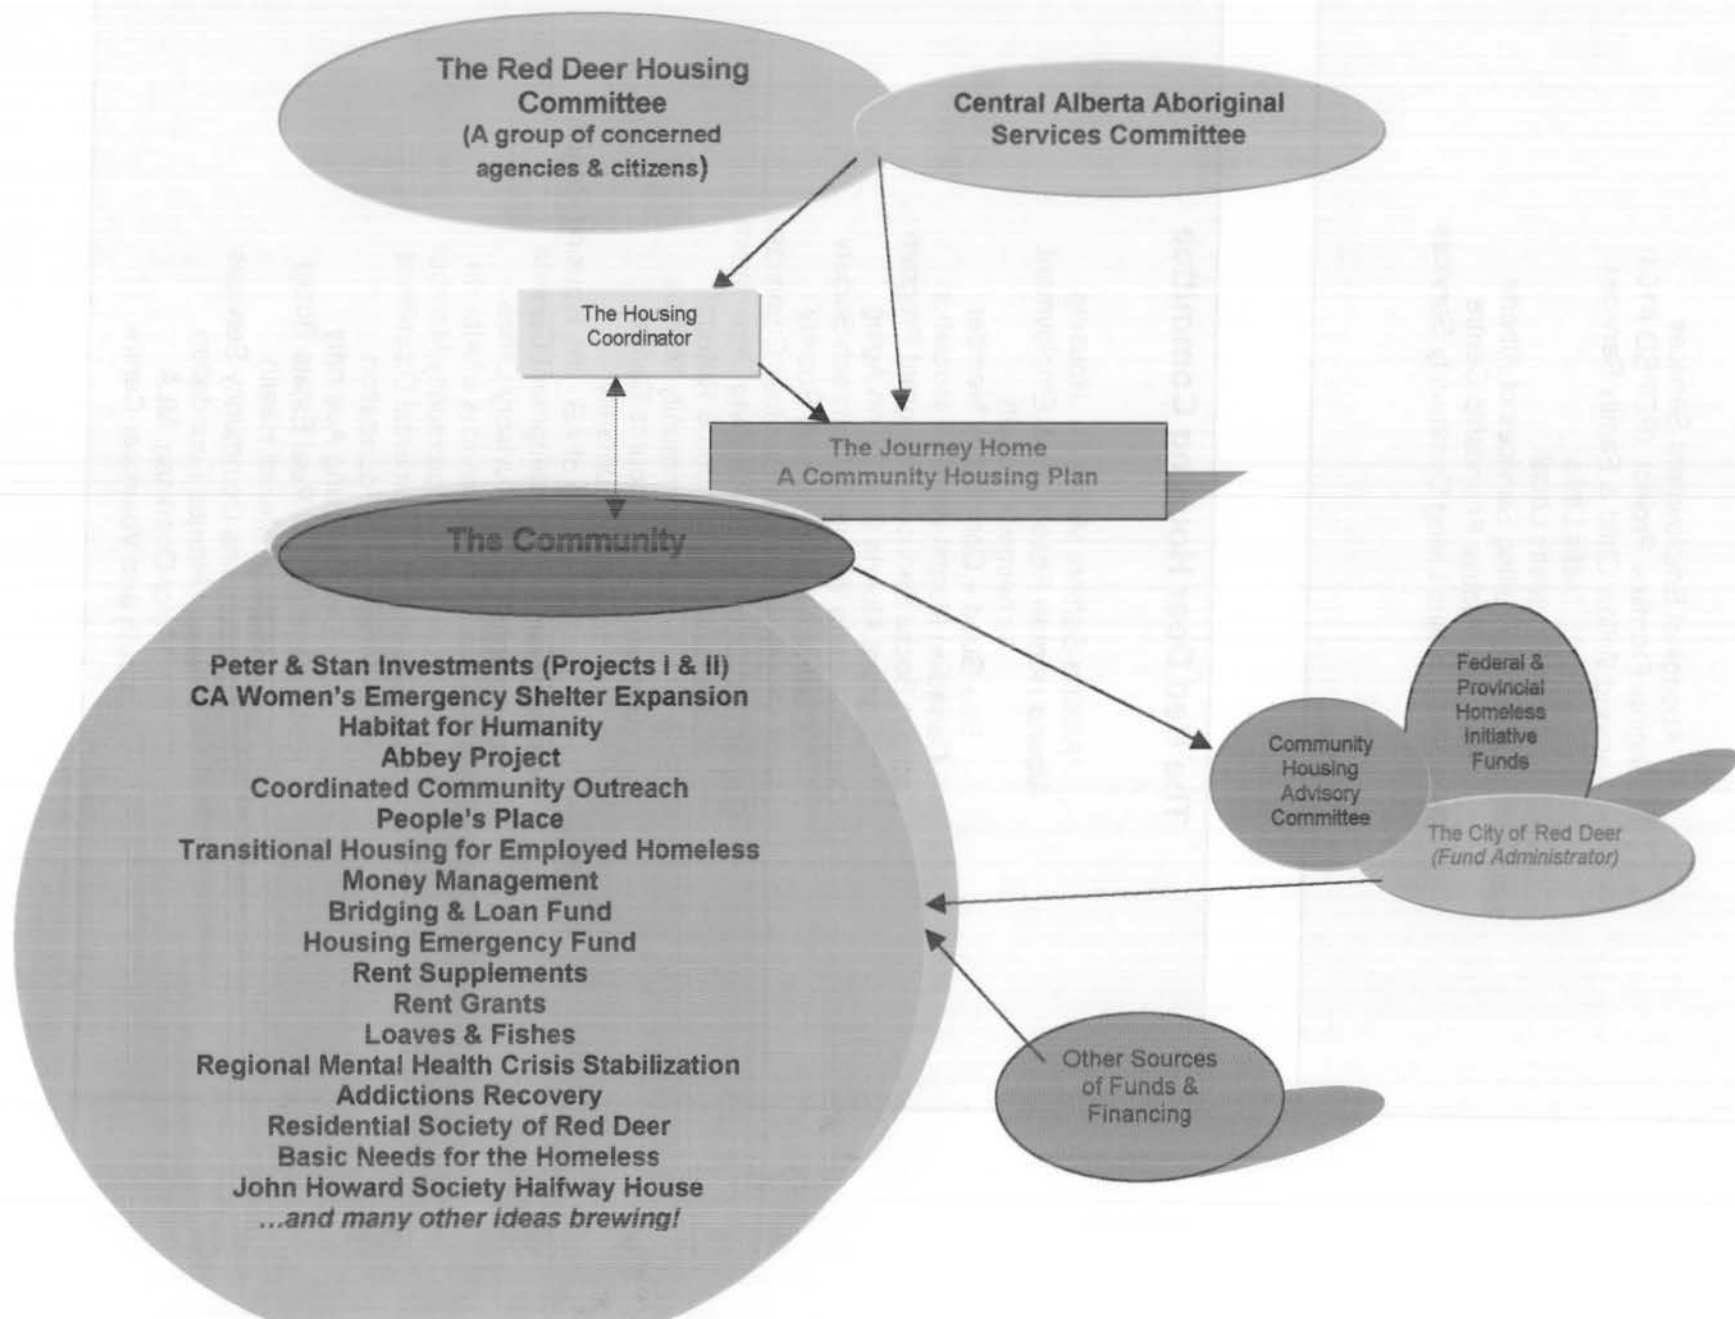 The Red Deer Housing
Committee
(A group of concerned
agencies & citizens)
Central Alberta Aboriginal
Services Committee
The Housing
Coordinator
The Journey Home
A Community Housing Plan
The Community
Peter & Stan Investments (Projects I & II)
CA Women's Emergency Shelter Expansion
Habitat for Humanity
Abbey Project
Coordinated Community Outreach
People's Place
Transitional Housing for Employed Homeless
Money Management
Bridging & Loan Fund
Housing Emergency Fund
Rent Supplements
Rent Grants
Loaves & Fishes
Regional Mental Health Crisis Stabilization
Addictions Recovery
Residential Society of Red Deer
Basic Needs for the Homeless
John Howard Society Halfway House
...and many other ideas brewing!
Community
Housing
Advisory
Committee
Federal &
Provincial
Homeless
Initiative
Funds
The City of Red Deer
(Fund Administrator)
Other Sources
of Funds &
Financing